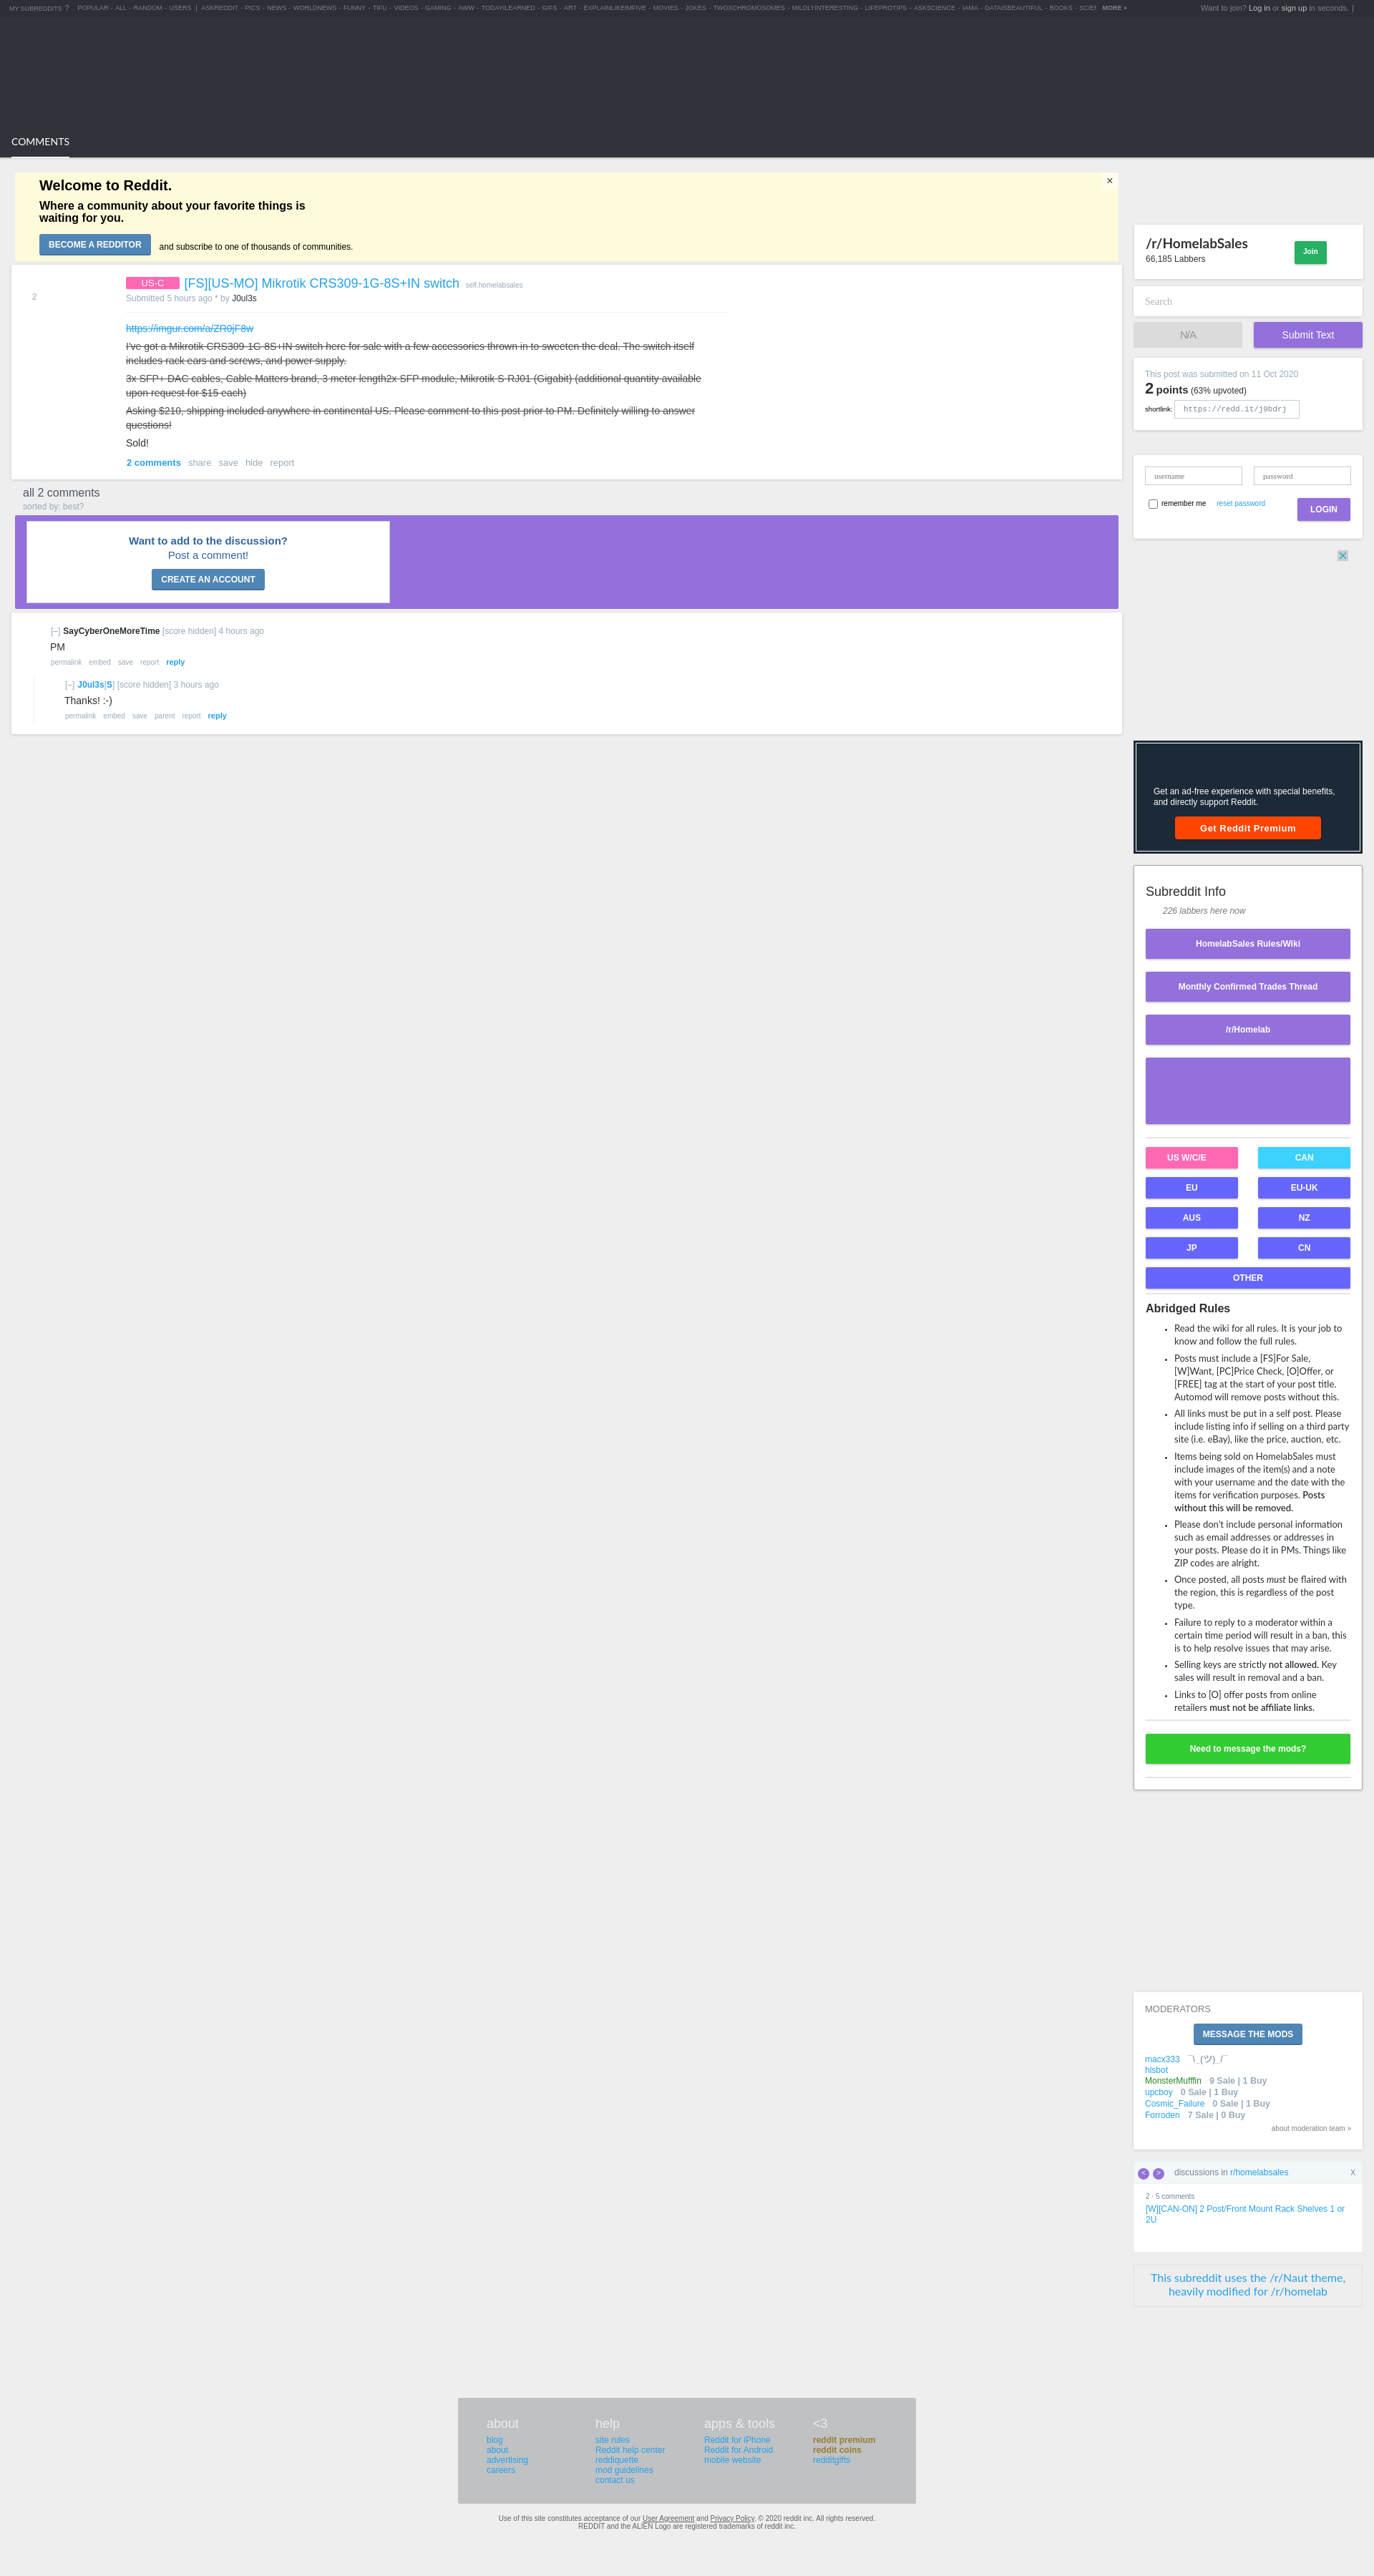 MY SUBREDDITS ? POPULAR - ALL - RANDOM - USERS | ASKREDDIT - PICS - NEWS - WORLDNEWS - FUNNY - TIFU - VIDEOS - GAMING - AWW - TODAYILEARNED - GIFS - ART - EXPLAINLIKEIMFIVE - MOVIES - JOKES - TWOXCHROMOSOMES - MILDLYINTERESTING - LIFEPROTIPS - ASKSCIENCE - IAMA - DATAISBEAUTIFUL - BOOKS - SCIE MORE »
Want to join? Log in or sign up in seconds. |
COMMENTS
Welcome to Reddit.
×
Where a community about your favorite things is
waiting for you.
BECOME A REDDITOR and subscribe to one of thousands of communities.
2
US-C [FS][US-MO] Mikrotik CRS309-1G-8S+IN switch self.homelabsales
Submitted 5 hours ago * by J0ul3s
https://imgur.com/a/ZR0jF8w
I've got a Mikrotik CRS309-1G-8S+IN switch here for sale with a few accessories thrown in to sweeten the deal. The switch itself
includes rack ears and screws, and power supply.
3x SFP+ DAC cables, Cable Matters brand, 3 meter length2x SFP module, Mikrotik S-RJ01 (Gigabit) (additional quantity available
upon request for $15 each)
Asking $210, shipping included anywhere in continental US. Please comment to this post prior to PM. Definitely willing to answer
questions!
Sold!
2 comments share save hide report
all 2 comments
sorted by: best?
Want to add to the discussion?
Post a comment!
CREATE AN ACCOUNT
[–] SayCyberOneMoreTime [score hidden] 4 hours ago
PM
permalink embed save report reply
[–] J0ul3s[S] [score hidden] 3 hours ago
Thanks! :-)
permalink embed save parent report reply
/r/HomelabSales
66,185 Labbers
Join
Search
N/A Submit Text
This post was submitted on 11 Oct 2020
2 points (63% upvoted)
shortlink: https://redd.it/j9bdrj
username password
remember me reset password LOGIN
Get an ad-free experience with special benefits,
and directly support Reddit.
Get Reddit Premium
Subreddit Info
226 labbers here now
HomelabSales Rules/Wiki
Monthly Confirmed Trades Thread
/r/Homelab
US W/C/E CAN
EU EU-UK
AUS NZ
JP CN
OTHER
Abridged Rules
• Read the wiki for all rules. It is your job to
know and follow the full rules.
• Posts must include a [FS]For Sale,
[W]Want, [PC]Price Check, [O]Offer, or
[FREE] tag at the start of your post title.
Automod will remove posts without this.
• All links must be put in a self post. Please
include listing info if selling on a third party
site (i.e. eBay), like the price, auction, etc.
• Items being sold on HomelabSales must
include images of the item(s) and a note
with your username and the date with the
items for verification purposes. Posts
without this will be removed.
• Please don't include personal information
such as email addresses or addresses in
your posts. Please do it in PMs. Things like
ZIP codes are alright.
• Once posted, all posts must be flaired with
the region, this is regardless of the post
type.
• Failure to reply to a moderator within a
certain time period will result in a ban, this
is to help resolve issues that may arise.
• Selling keys are strictly not allowed. Key
sales will result in removal and a ban.
• Links to [O] offer posts from online
retailers must not be affiliate links.
Need to message the mods?
MODERATORS
MESSAGE THE MODS
macx333 ¯\_(ツ)_/¯
hlsbot
MonsterMufffin 9 Sale | 1 Buy
upcboy 0 Sale | 1 Buy
Cosmic_Failure 0 Sale | 1 Buy
Forroden 7 Sale | 0 Buy
about moderation team »
< > discussions in r/homelabsales X
2 · 5 comments
[W][CAN-ON] 2 Post/Front Mount Rack Shelves 1 or
2U
This subreddit uses the /r/Naut theme,
heavily modified for /r/homelab
about
blog
about
advertising
careers
help
site rules
Reddit help center
reddiquette
mod guidelines
contact us
apps & tools
Reddit for iPhone
Reddit for Android
mobile website
<3
reddit premium
reddit coins
redditgifts
Use of this site constitutes acceptance of our User Agreement and Privacy Policy. © 2020 reddit inc. All rights reserved.
REDDIT and the ALIEN Logo are registered trademarks of reddit inc.